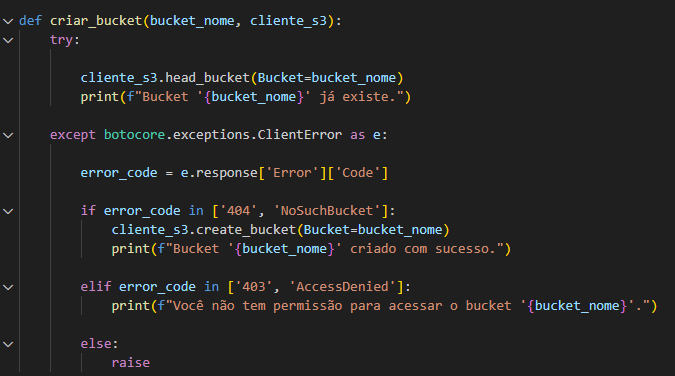 def criar_bucket(bucket_nome, cliente_s3):
    try:
        cliente_s3.head_bucket(Bucket=bucket_nome)
        print(f"Bucket '{bucket_nome}' já existe.")
    except botocore.exceptions.ClientError as e:
        error_code = e.response['Error']['Code']
        if error_code in ['404', 'NoSuchBucket']:
            cliente_s3.create_bucket(Bucket=bucket_nome)
            print(f"Bucket '{bucket_nome}' criado com sucesso.")
        elif error_code in ['403', 'AccessDenied']:
            print(f"Você não tem permissão para acessar o bucket '{bucket_nome}'.")
        else:
            raise